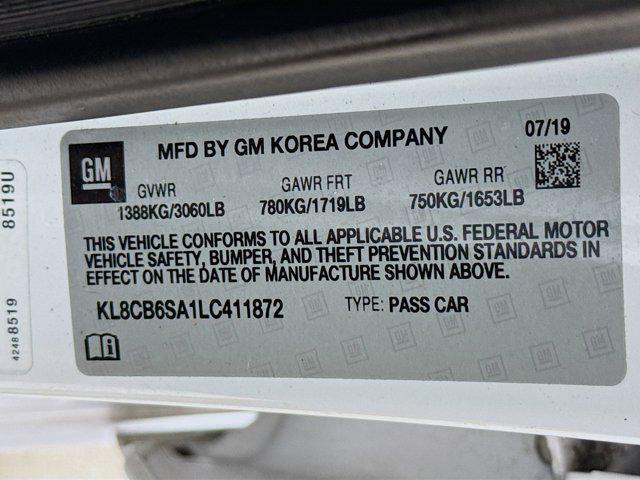 MFD BY GM KOREA COMPANY
07/19
GM
GVWR
1388KG/3060LB
GAWR FRT
780KG/1719LB
GAWR RR
750KG/1653LB
THIS VEHICLE CONFORMS TO ALL APPLICABLE U.S. FEDERAL MOTOR
VEHICLE SAFETY, BUMPER, AND THEFT PREVENTION STANDARDS IN
EFFECT ON THE DATE OF MANUFACTURE SHOWN ABOVE.
KL8CB6SA1LC411872
TYPE: PASS CAR
8519U
42488519